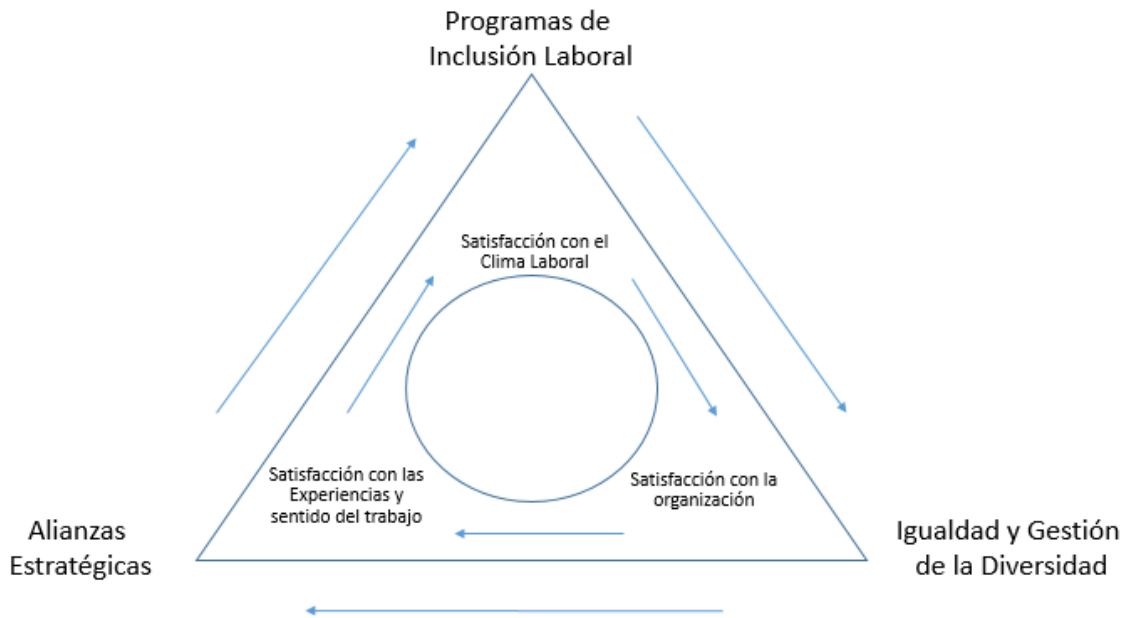 Programas de
Inclusión Laboral
Satisfacción con el
Clima Laboral
Satisfacción con las
Experiencias y
sentido del trabajo
Satisfacción con la
organización
Alianzas
Estratégicas
Igualdad y Gestión
de la Diversidad